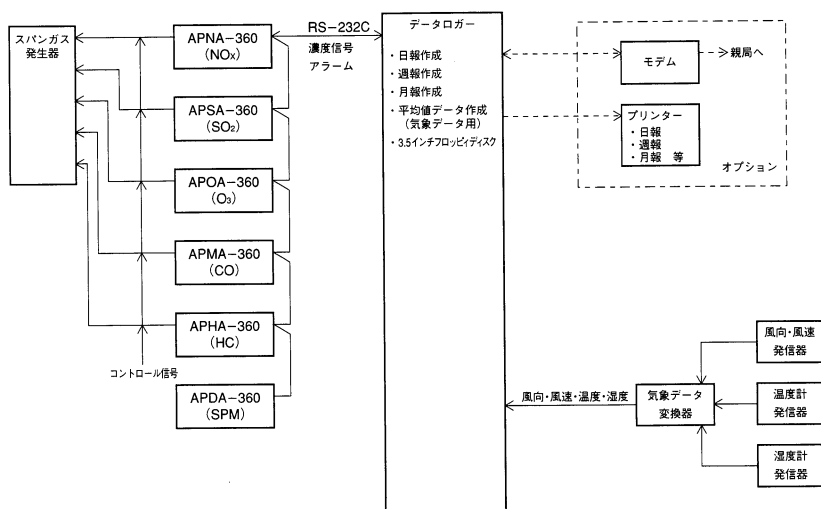 スパンガス
発生器
APNA-360
(NOx)
APSA-360
(SO2)
APOA-360
(O3)
APMA-360
(CO)
APHA-360
(HC)
APDA-360
(SPM)
コントロール信号
RS-232C
濃度信号
アラーム
データロガー
・日報作成
・週報作成
・月報作成
・平均値データ作成
(気象データ用)
・3.5インチフロッピィディスク
モデム
親局へ
プリンター
・日報
・週報
・月報 等
オプション
風向・風速・温度・湿度
気象データ
変換器
風向・風速
発信器
温度計
発信器
湿度計
発信器